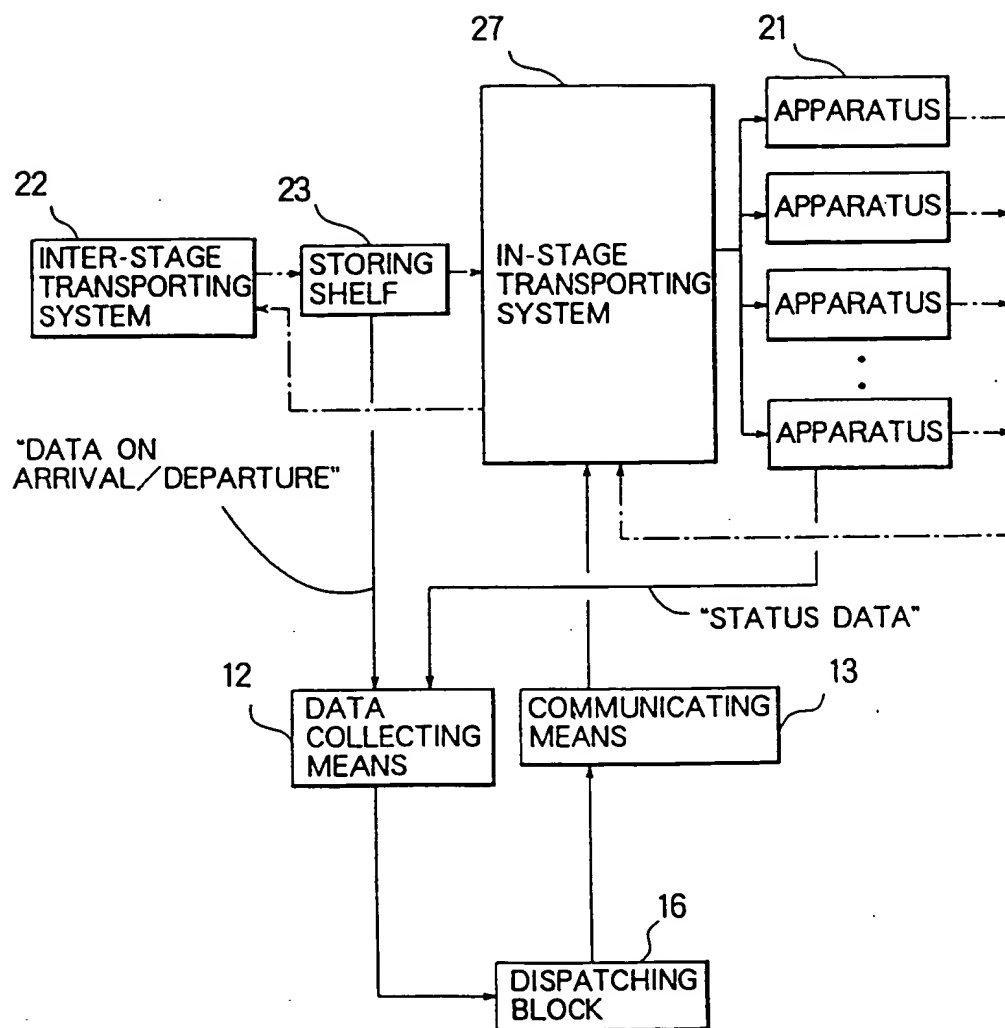 27
21
APPARATUS
22
23
APPARATUS
INTER-STAGE
TRANSPORTING
SYSTEM
STORING
SHELF
IN-STAGE
TRANSPORTING
SYSTEM
APPARATUS
APPARATUS
"DATA ON
ARRIVAL/DEPARTURE"
"STATUS DATA"
12
13
DATA
COLLECTING
MEANS
COMMUNICATING
MEANS
16
DISPATCHING
BLOCK